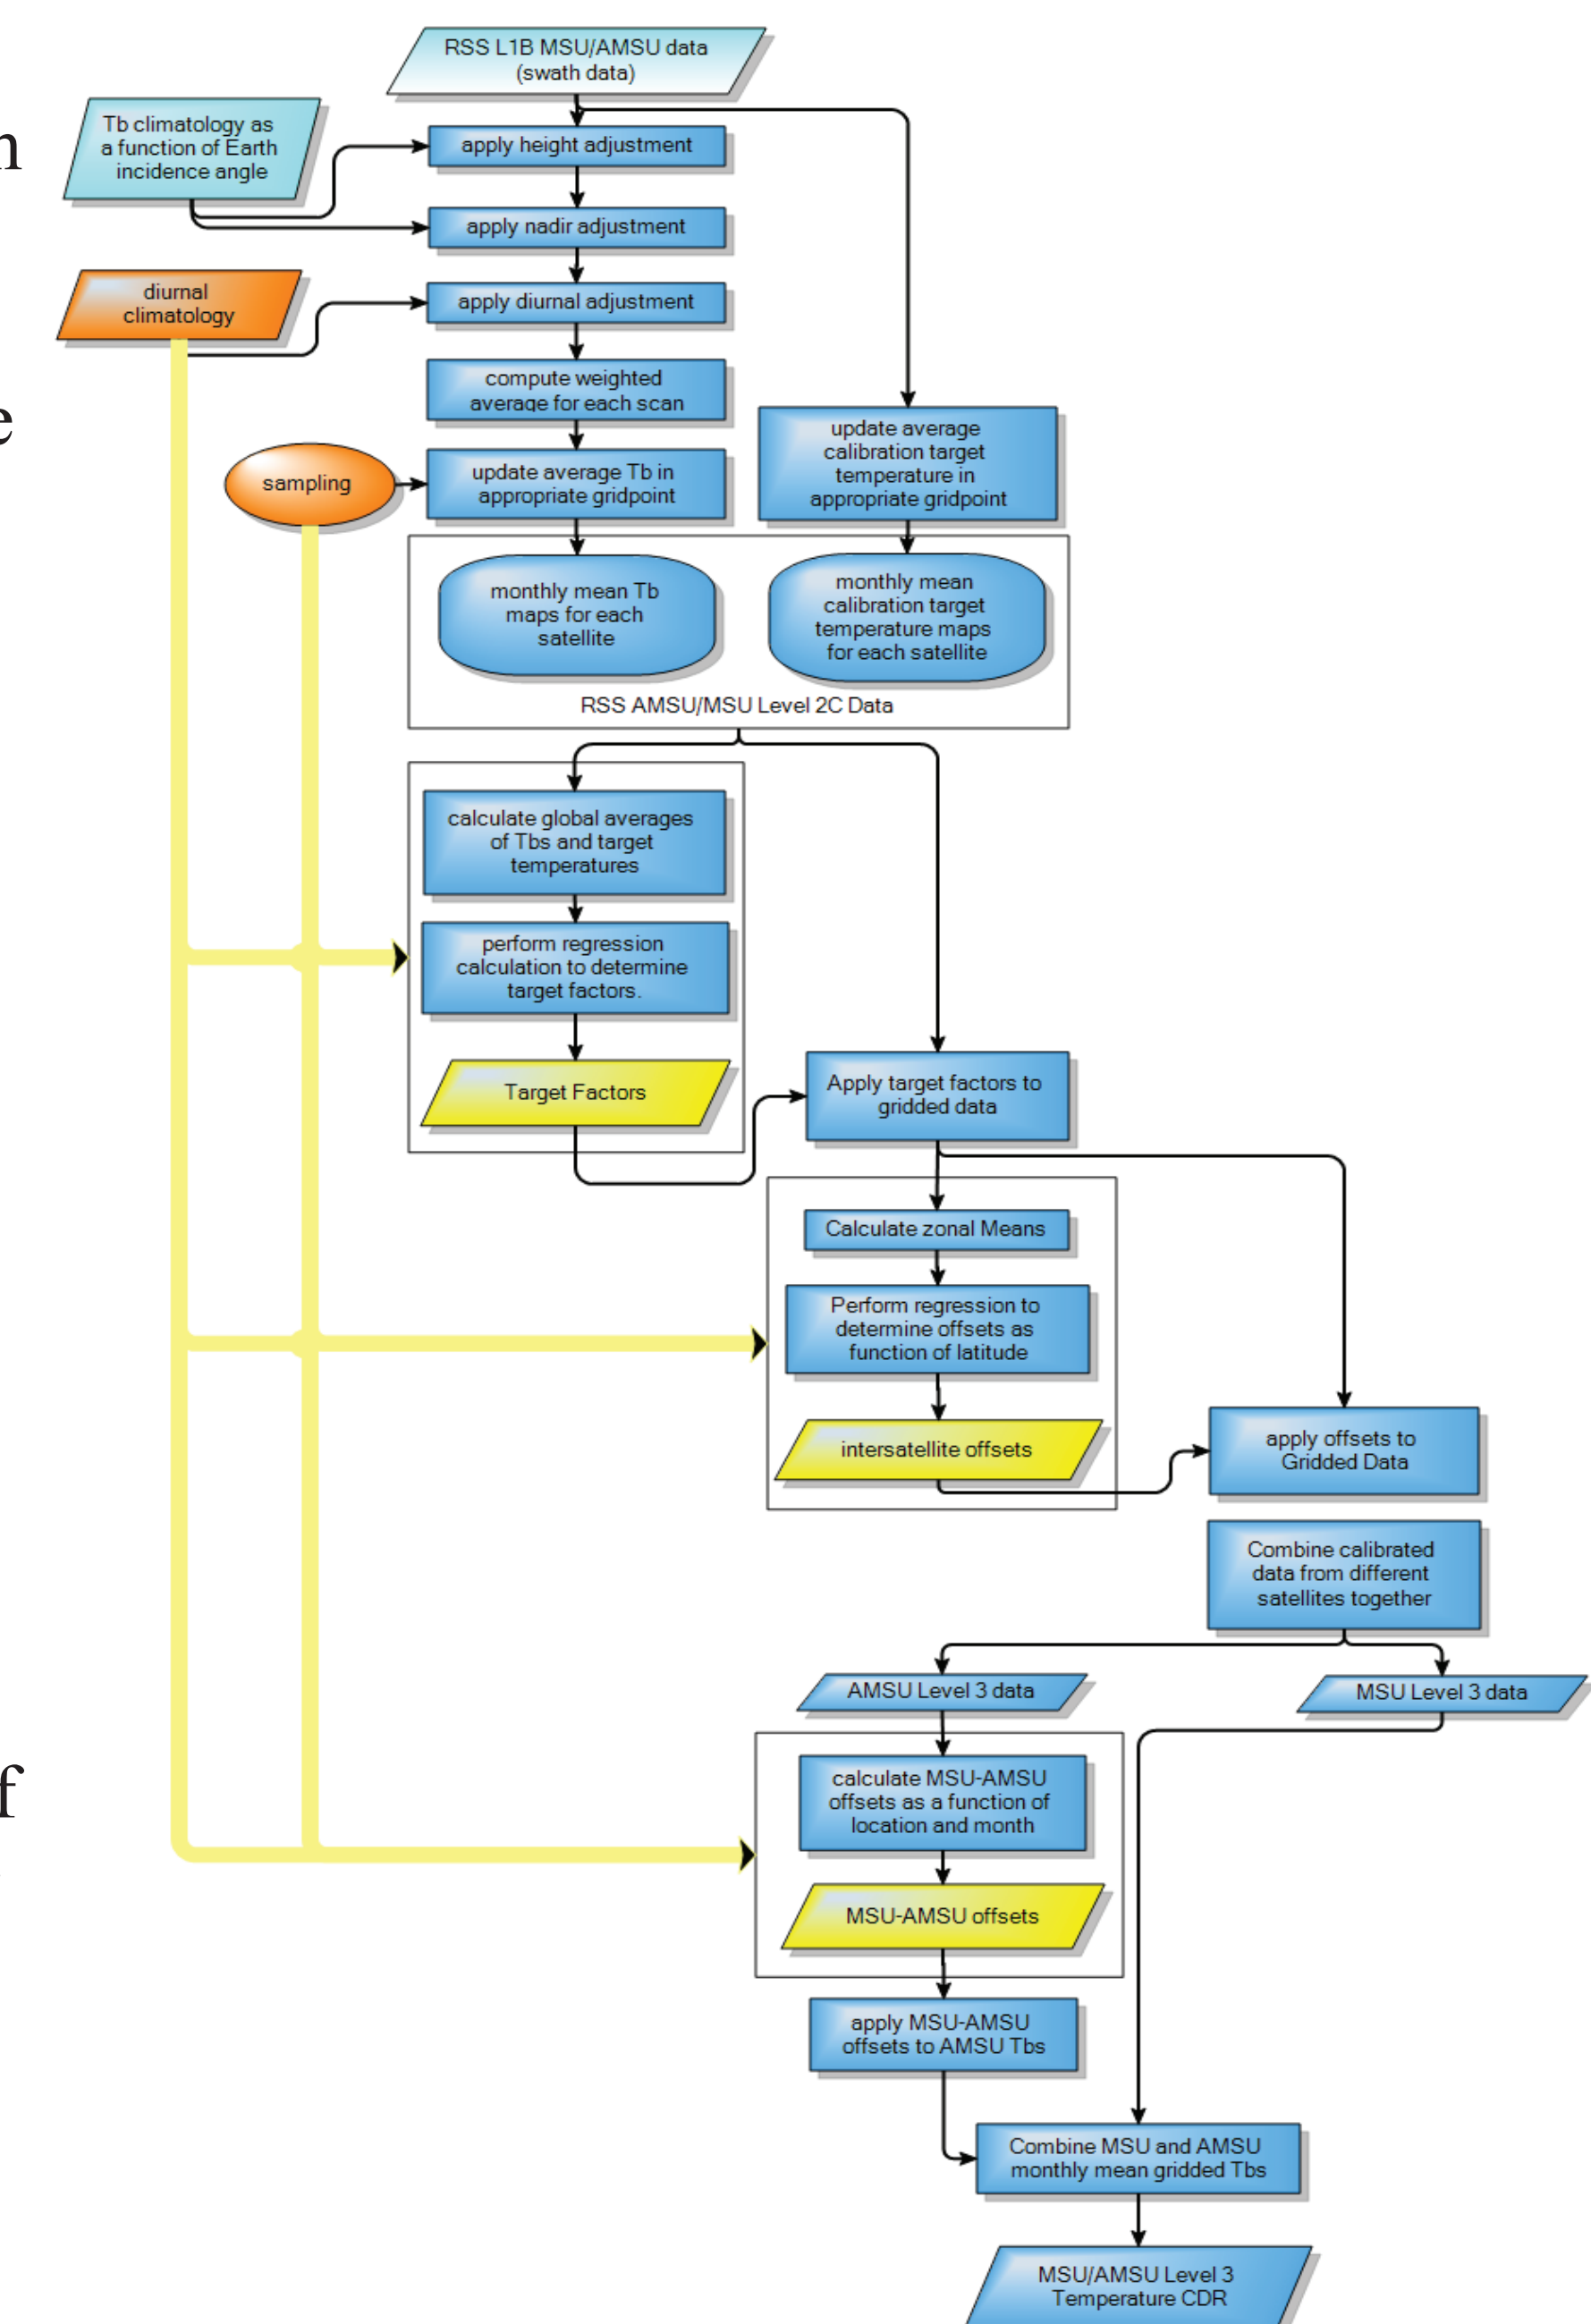 RSS L1B MSU/AMSU data
(swath data)
Tb climatology as
a function of Earth
incidence angle
apply height adjustment
apply nadir adjustment
diurnal
climatology
apply diurnal adjustment
compute weighted
average for each scan
sampling
update average Tb in
appropriate gridpoint
update average
calibration target
temperature in
appropriate gridpoint
monthly mean Tb
maps for each
satellite
monthly mean
calibration target
temperature maps
for each satellite
RSS AMSU/MSU Level 2C Data
calculate global averages
of Tbs and target
temperatures
perform regression
calculation to determine
target factors.
Target Factors
Apply target factors to
gridded data
Calculate zonal Means
Perform regression to
determine offsets as
function of latitude
intersatellite offsets
apply offsets to
Gridded Data
Combine calibrated
data from different
satellites together
AMSU Level 3 data
MSU Level 3 data
calculate MSU-AMSU
offsets as a function of
location and month
MSU-AMSU offsets
apply MSU-AMSU
offsets to AMSU Tbs
Combine MSU and AMSU
monthly mean gridded Tbs
MSU/AMSU Level 3
Temperature CDR